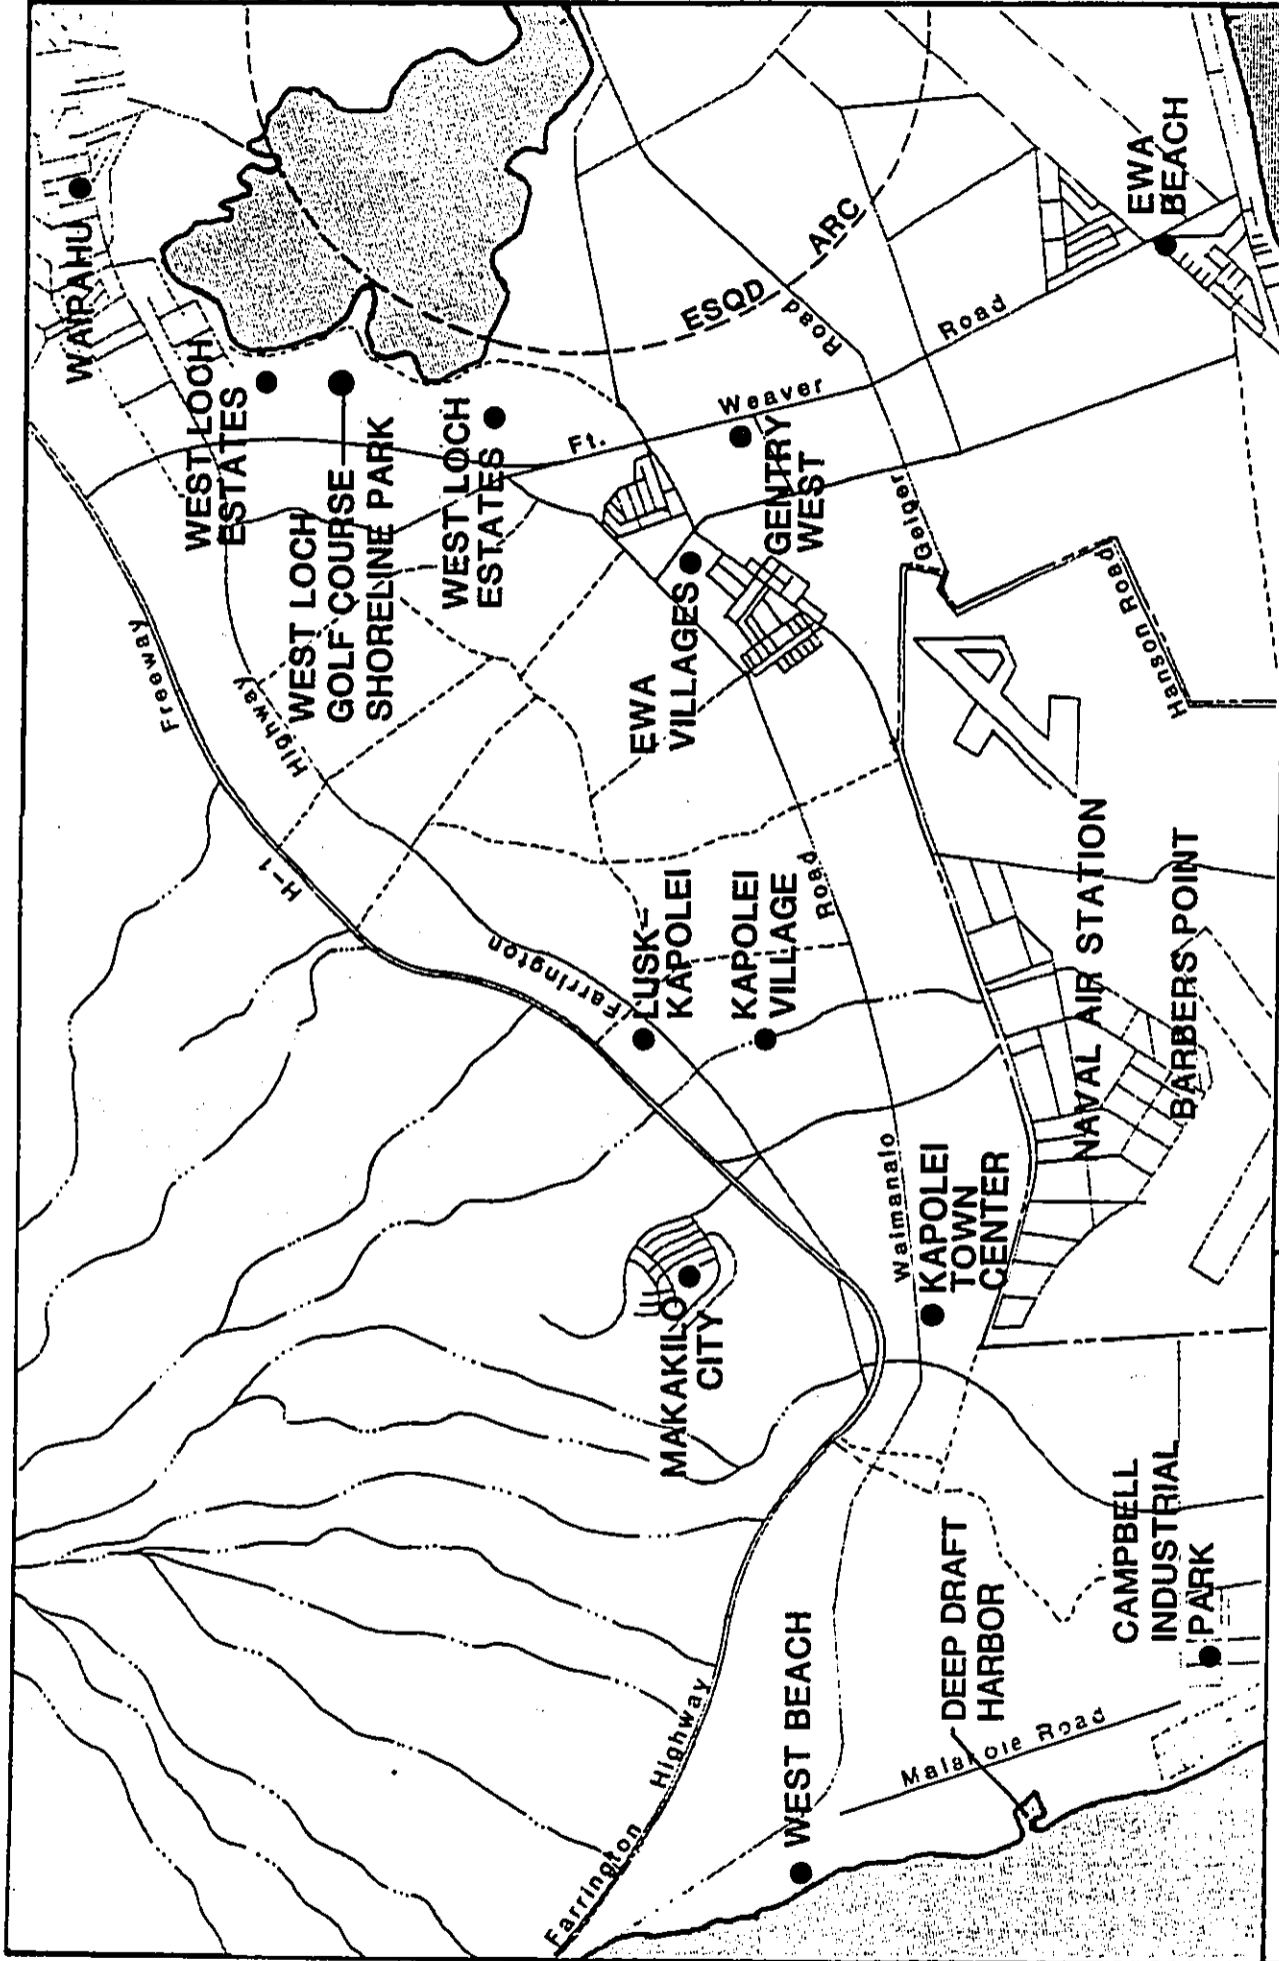 WAIPAHU
WEST LOCH
ESTATES
WEST LOCH
GOLF COURSE
SHORELINE PARK
WEST LOCH
ESTATES
ESQD
ARC
EWA
BEACH
Ft.
Weaver
Road
Road
Geiger
GENTRY
WEST
EWA
VILLAGES
Freeway
H-1
Highway
Farrington
LUSK-
KAPOLEI
KAPOLEI
VILLAGE
Road
Waimanalo
Hanson Road
NAVAL AIR STATION
BARBERS POINT
KAPOLEI
TOWN
CENTER
MAKAKILO
CITY
CAMPBELL
INDUSTRIAL
PARK
DEEP DRAFT
HARBOR
Malakole Road
WEST BEACH
Farrington
Highway